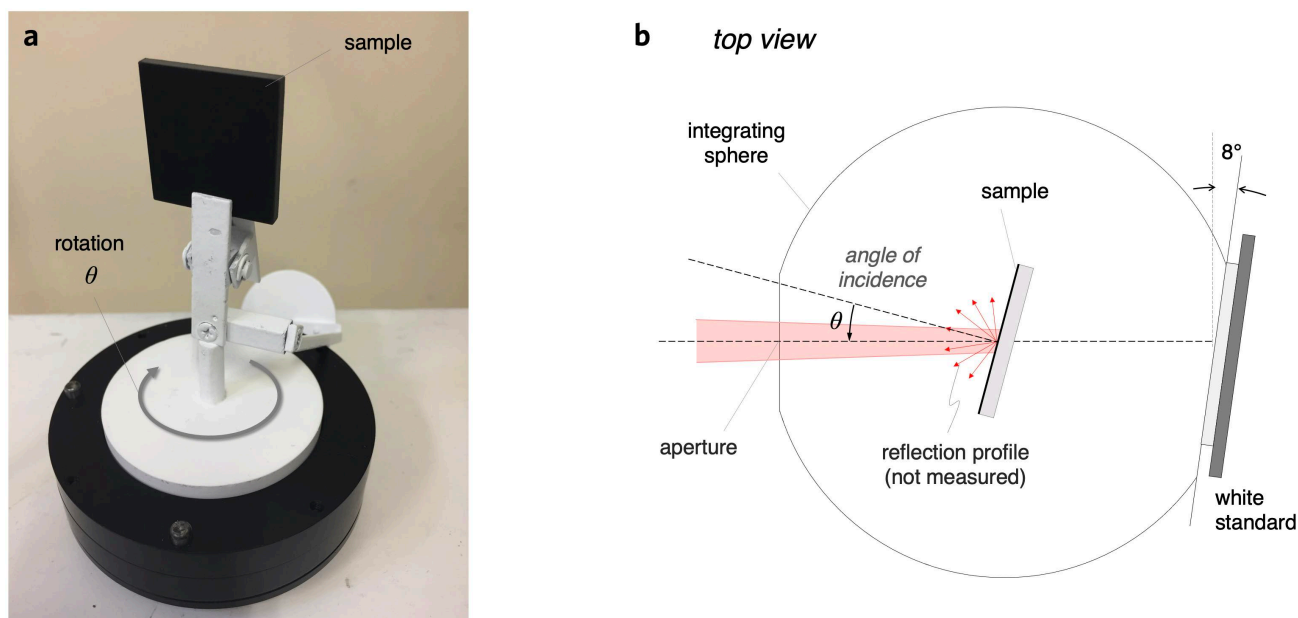 a
sample
rotation
θ
b
top view
integrating
sphere
8°
sample
angle of
incidence
θ
aperture
reflection profile
(not measured)
white
standard